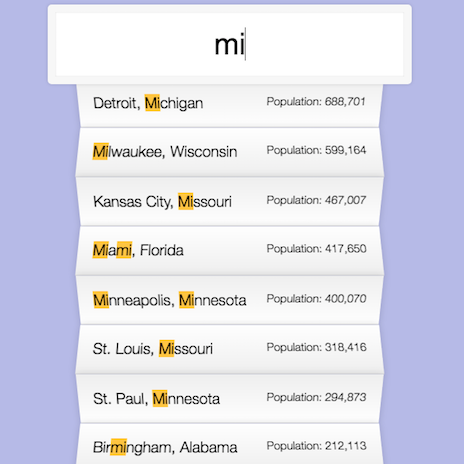 mi
Detroit, Michigan Population: 688,701
Milwaukee, Wisconsin Population: 599,164
Kansas City, Missouri Population: 467,007
Miami, Florida Population: 417,650
Minneapolis, Minnesota Population: 400,070
St. Louis, Missouri Population: 318,416
St. Paul, Minnesota Population: 294,873
Birmingham, Alabama Population: 212,113